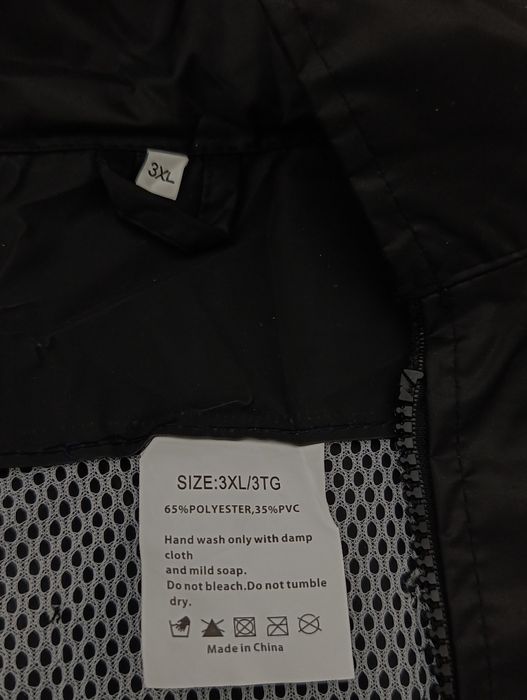 3XL
SIZE:3XL/3TG
65%POLYESTER,35%PVC
Hand wash only with damp
cloth
and mild soap.
Do not bleach.Do not tumble
dry.
Made in China